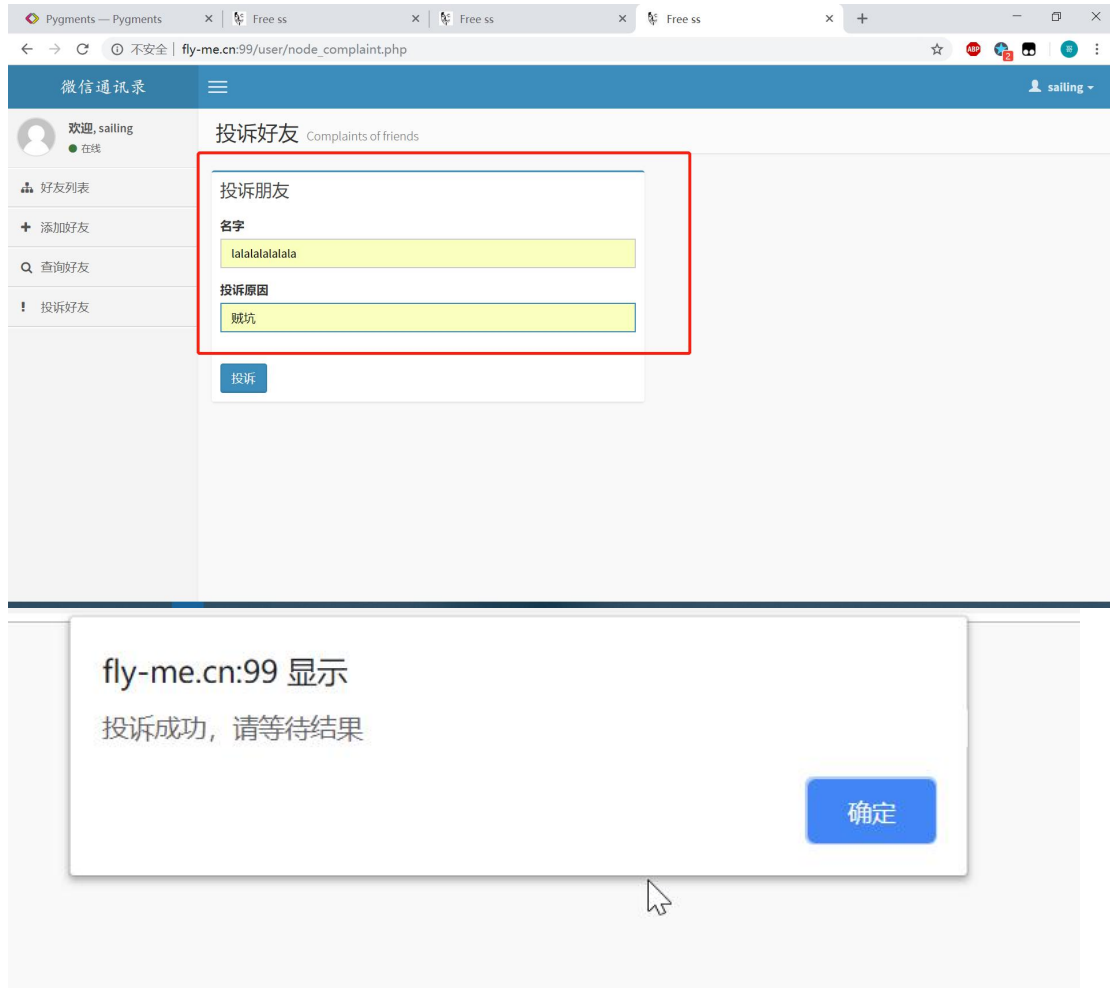 Pygments — Pygments
Free ss
Free ss
Free ss
不安全 | fly-me.cn:99/user/node_complaint.php
ABP
2
哥
微信通讯录
sailing
欢迎, sailing
在线
投诉好友 Complaints of friends
好友列表
添加好友
查询好友
投诉好友
投诉朋友
名字
lalalalalalala
投诉原因
贼坑
投诉
fly-me.cn:99 显示
投诉成功，请等待结果
确定